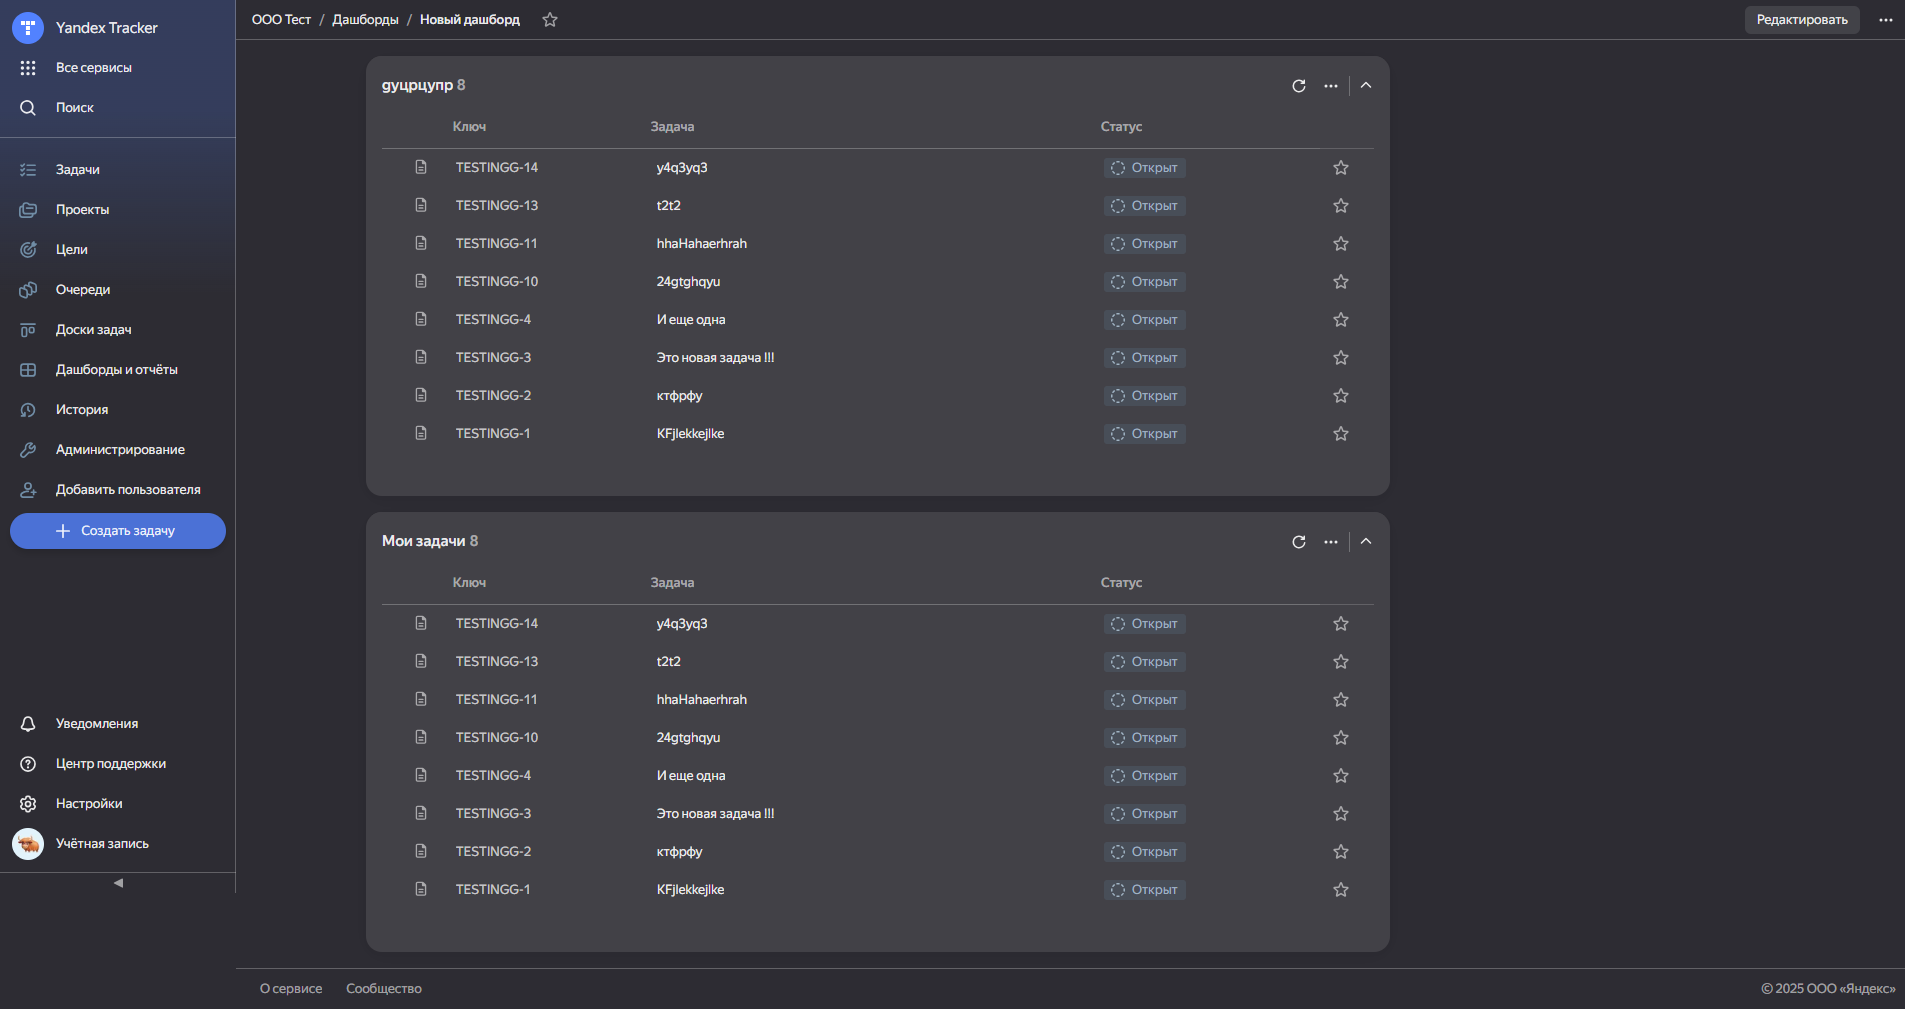 Yandex Tracker
Все сервисы
Поиск
Задачи
Проекты
Цели
Очереди
Доски задач
Дашборды и отчёты
История
Администрирование
Добавить пользователя
Создать задачу
Уведомления
Центр поддержки
Настройки
Учётная запись
ООО Тест / Дашборды / Новый дашборд
Редактировать
дуцрцупр 8
Ключ Задача Статус
TESTINGG-14 y4q3yq3 Открыт
TESTINGG-13 t2t2 Открыт
TESTINGG-11 hhaHahaerhrah Открыт
TESTINGG-10 24gtghqyu Открыт
TESTINGG-4 И еще одна Открыт
TESTINGG-3 Это новая задача !!! Открыт
TESTINGG-2 ктфрфу Открыт
TESTINGG-1 KFjlekkejlke Открыт
Мои задачи 8
Ключ Задача Статус
TESTINGG-14 y4q3yq3 Открыт
TESTINGG-13 t2t2 Открыт
TESTINGG-11 hhaHahaerhrah Открыт
TESTINGG-10 24gtghqyu Открыт
TESTINGG-4 И еще одна Открыт
TESTINGG-3 Это новая задача !!! Открыт
TESTINGG-2 ктфрфу Открыт
TESTINGG-1 KFjlekkejlke Открыт
О сервисе Сообщество © 2025 ООО «Яндекс»